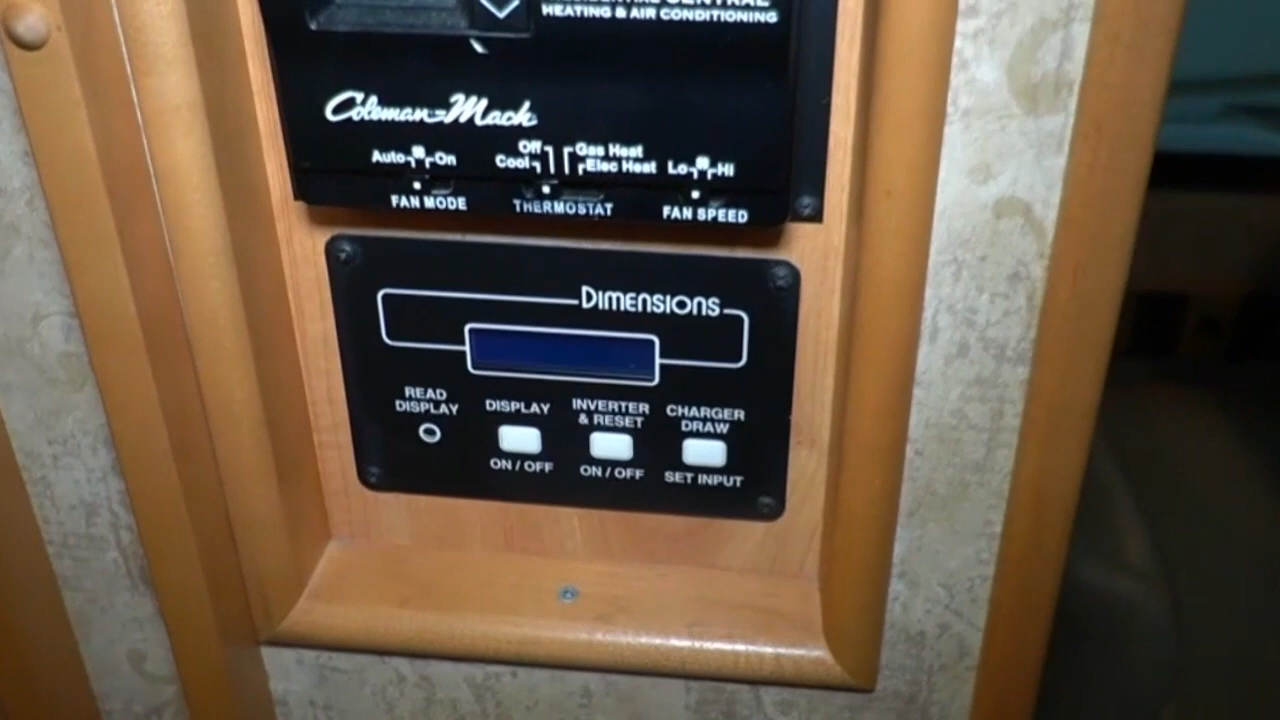 HEATING & AIR CONDITIONING
Coleman-Mach
Off Gas Heat
Auto On Cool Elec Heat Lo HI
FAN MODE THERMOSTAT FAN SPEED
DIMENSIONS
READ DISPLAY
DISPLAY
ON / OFF
INVERTER & RESET
ON / OFF
CHARGER DRAW
SET INPUT